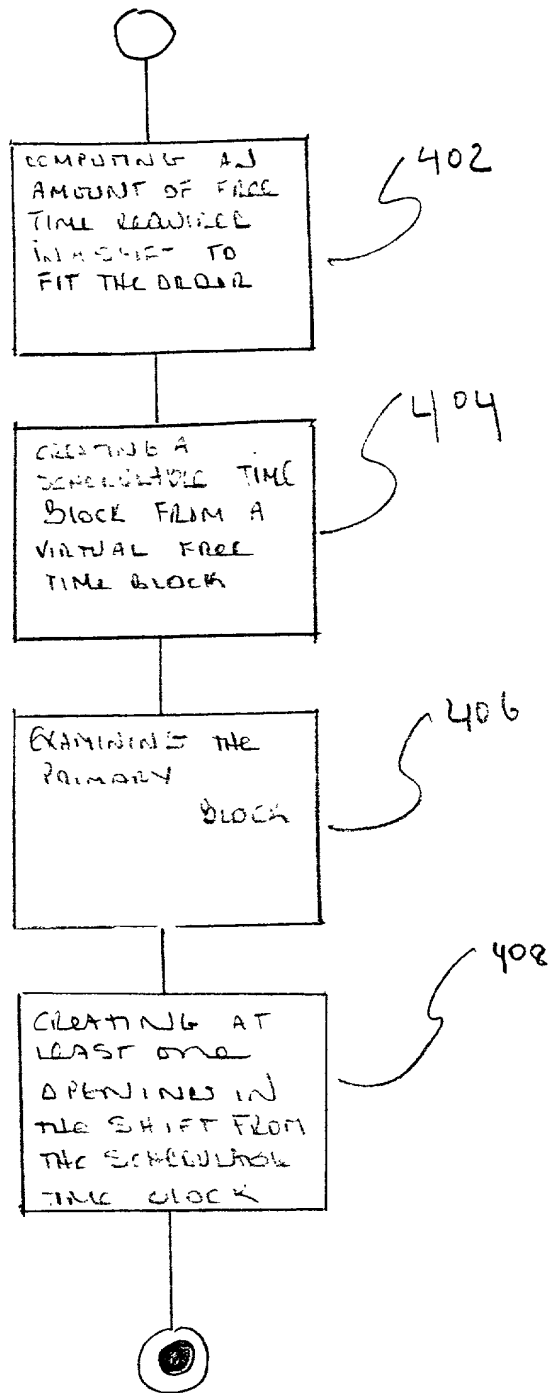 COMPUTING AN
AMOUNT OF FREE
TIME REQUIRE
IN A SHIFT TO
FIT THE ORDER
402
CREATING A
SCHEDULABLE TIME
BLOCK FROM A
VIRTUAL FREE
TIME BLOCK
404
EXAMINING THE
PRIMARY
BLOCK
406
CREATING AT
LEAST ONE
OPENING IN
THE SHIFT FROM
THE SCHEDULABLE
TIME BLOCK
408